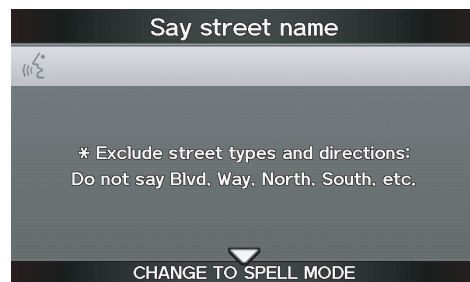 Say street name
* Exclude street types and directions:
Do not say Blvd, Way, North, South, etc.
CHANGE TO SPELL MODE